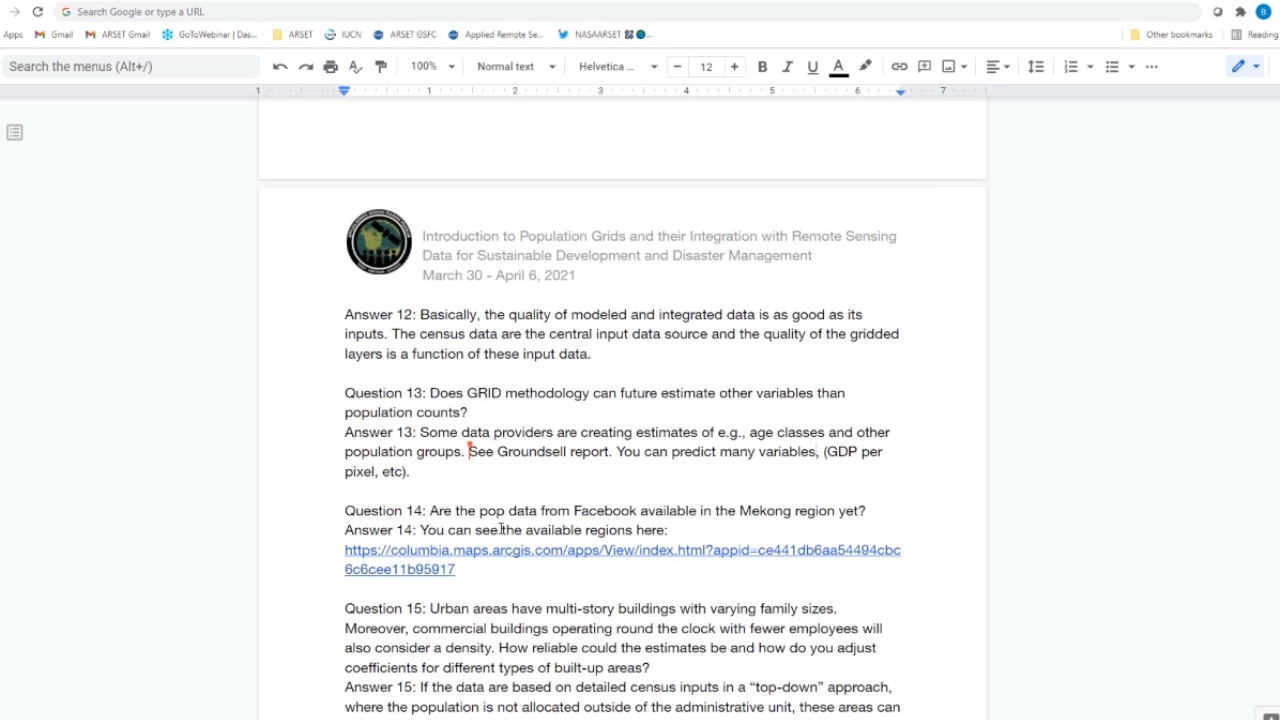 Search Google or type a URL
B
Apps Gmail ARSET Gmail GoToWebinar | Das... ARSET IUCN ARSET GSFC Applied Remote Se... NASAARSET Other bookmarks Reading
Search the menus (Alt+/) 100% Normal text Helvetica ... − 12 + B I U A
1 1 2 3 4 5 6 7
Introduction to Population Grids and their Integration with Remote Sensing
Data for Sustainable Development and Disaster Management
March 30 - April 6, 2021
Answer 12: Basically, the quality of modeled and integrated data is as good as its
inputs. The census data are the central input data source and the quality of the gridded
layers is a function of these input data.
Question 13: Does GRID methodology can future estimate other variables than
population counts?
Answer 13: Some data providers are creating estimates of e.g., age classes and other
population groups. See Groundsell report. You can predict many variables, (GDP per
pixel, etc).
Question 14: Are the pop data from Facebook available in the Mekong region yet?
Answer 14: You can see the available regions here:
https://columbia.maps.arcgis.com/apps/View/index.html?appid=ce441db6aa54494cbc
6c6cee11b95917
Question 15: Urban areas have multi-story buildings with varying family sizes.
Moreover, commercial buildings operating round the clock with fewer employees will
also consider a density. How reliable could the estimates be and how do you adjust
coefficients for different types of built-up areas?
Answer 15: If the data are based on detailed census inputs in a “top-down” approach,
where the population is not allocated outside of the administrative unit, these areas can